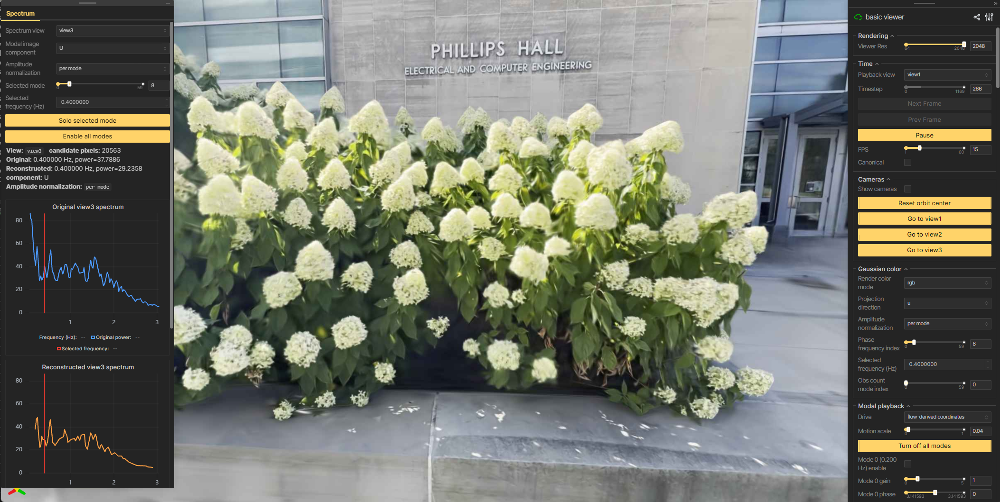 Spectrum
Spectrum view
view3
Modal image component
U
Amplitude normalization
per mode
Selected mode
0
59
8
Selected frequency (Hz)
0.4000000
Solo selected mode
Enable all modes
View: view3 candidate pixels: 20563
Original: 0.400000 Hz, power=37.7886
Reconstructed: 0.400000 Hz, power=29.2358
component: U
Amplitude normalization: per mode
Original view3 spectrum
80
60
40
20
0
1 2 3
Frequency (Hz): -- Original power: --
Selected frequency: --
Reconstructed view3 spectrum
80
60
40
20
0
1 2 3
PHILLIPS HALL
ELECTRICAL AND COMPUTER ENGINEERING
basic viewer
Rendering
Viewer Res
64
2048
2048
Time
Playback view
view1
Timestep
0
1169
266
Next Frame
Prev Frame
Pause
FPS
1
60
15
Canonical
Cameras
Show cameras
Reset orbit center
Go to view1
Go to view2
Go to view3
Gaussian color
Render color mode
rgb
Projection direction
u
Amplitude normalization
per mode
Phase frequency index
0
59
8
Selected frequency (Hz)
0.4000000
Obs count mode index
0
59
0
Modal playback
Drive
flow-derived coordinates
Motion scale
0
1
0.04
Turn off all modes
Mode 0 (0.200 Hz) enable
Mode 0 gain
0
5
1
Mode 0 phase
-3.141593
3.141593
0